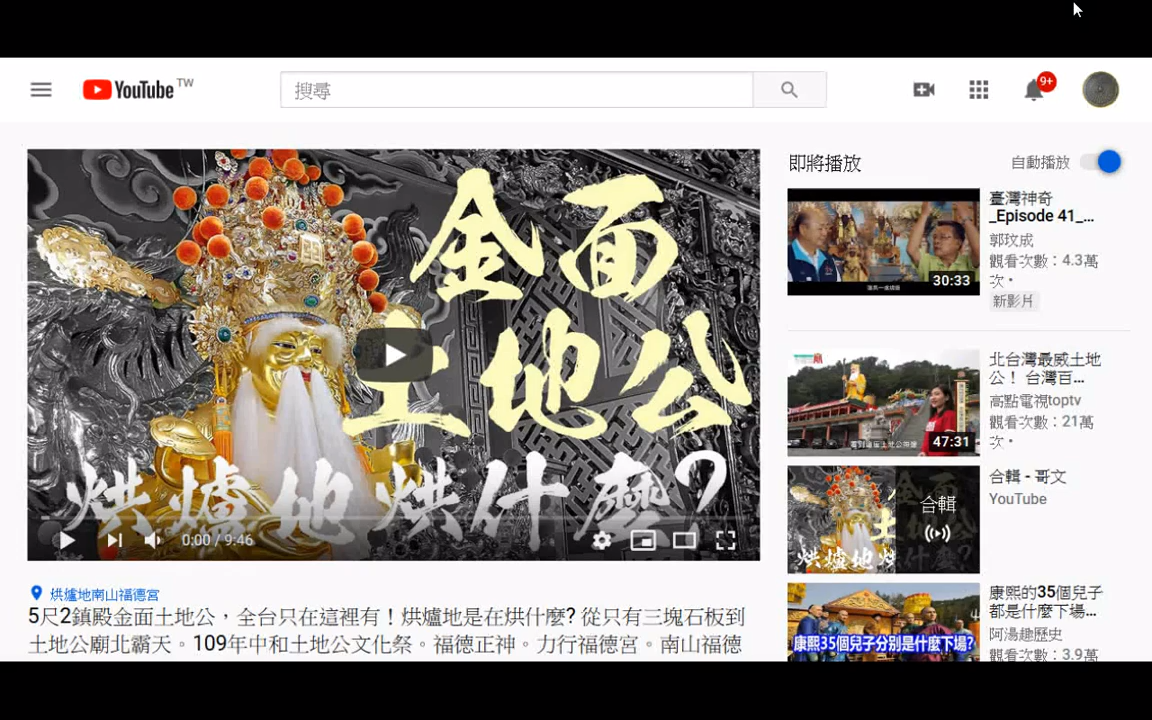 YouTube TW
搜尋
9+
金面
土地公
烘爐地烘什麼?
0:00 / 9:46
烘爐地南山福德宮
5尺2鎮殿金面土地公，全台只在這裡有！烘爐地是在烘什麼? 從只有三塊石板到
土地公廟北霸天。109年中和土地公文化祭。福德正神。力行福德宮。南山福德
即將播放
自動播放
30:33
臺灣神奇
_Episode 41_...
郭玟成
觀看次數：4.3萬
次・
新影片
47:31
北台灣最威土地
公！ 台灣百...
高點電視toptv
觀看次數：21萬
次・
合輯
合輯 - 哥文
YouTube
康熙35個兒子分别是什麼下場?
康熙的35個兒子
都是什麼下場...
阿湯趣歷史
觀看次數：3.9萬